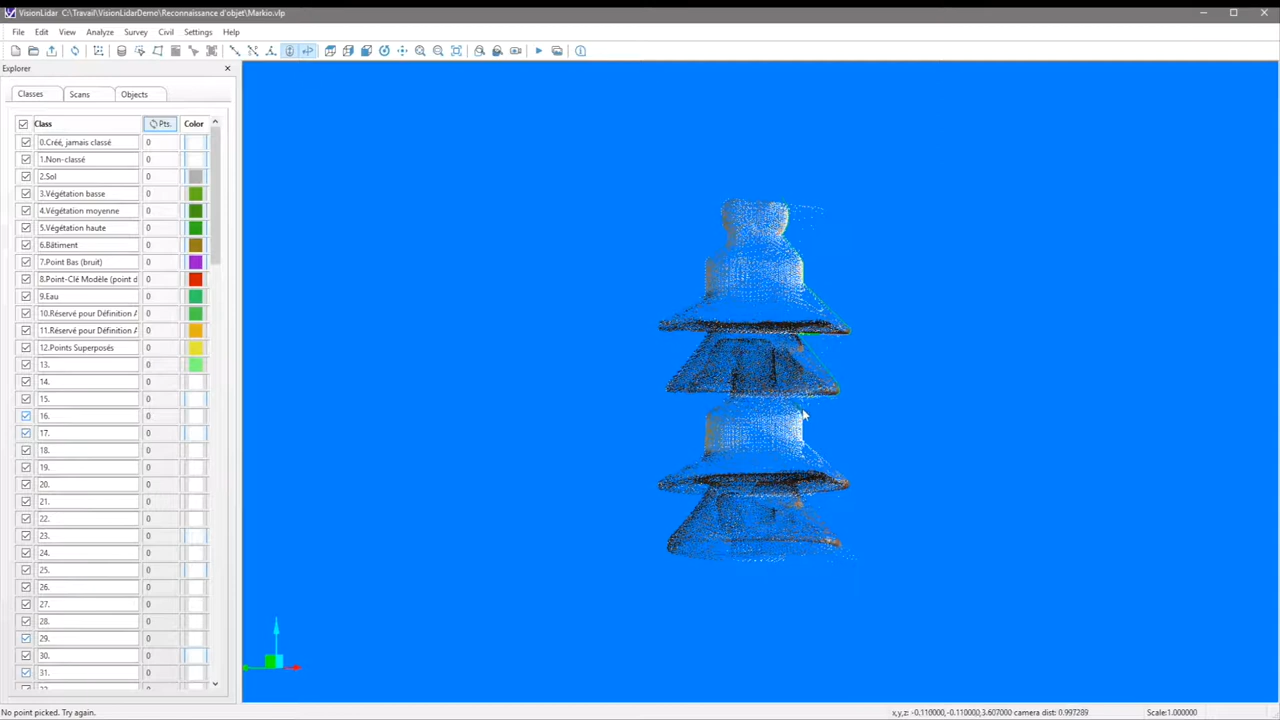 VisionLidar C:\Travail\VisionLidarDemo\Reconnaissance d'objet\Markio.vlp
File Edit View Analyze Survey Civil Settings Help
Explorer
Classes Scans Objects
Class Pts. Color
0.Créé, jamais classé 0
1.Non-classé 0
2.Sol 0
3.Végétation basse 0
4.Végétation moyenne 0
5.Végétation haute 0
6.Bâtiment 0
7.Point Bas (bruit) 0
8.Point-Clé Modèle (point d 0
9.Eau 0
10.Réservé pour Définition A 0
11.Réservé pour Définition A 0
12.Points Superposés 0
13. 0
14. 0
15. 0
16. 0
17. 0
18. 0
19. 0
20. 0
21. 0
22. 0
23. 0
24. 0
25. 0
26. 0
27. 0
28. 0
29. 0
30. 0
31. 0
No point picked. Try again. x,y,z: -0.110000,-0.110000,3.607000 camera dist: 0.997289 Scale:1.000000